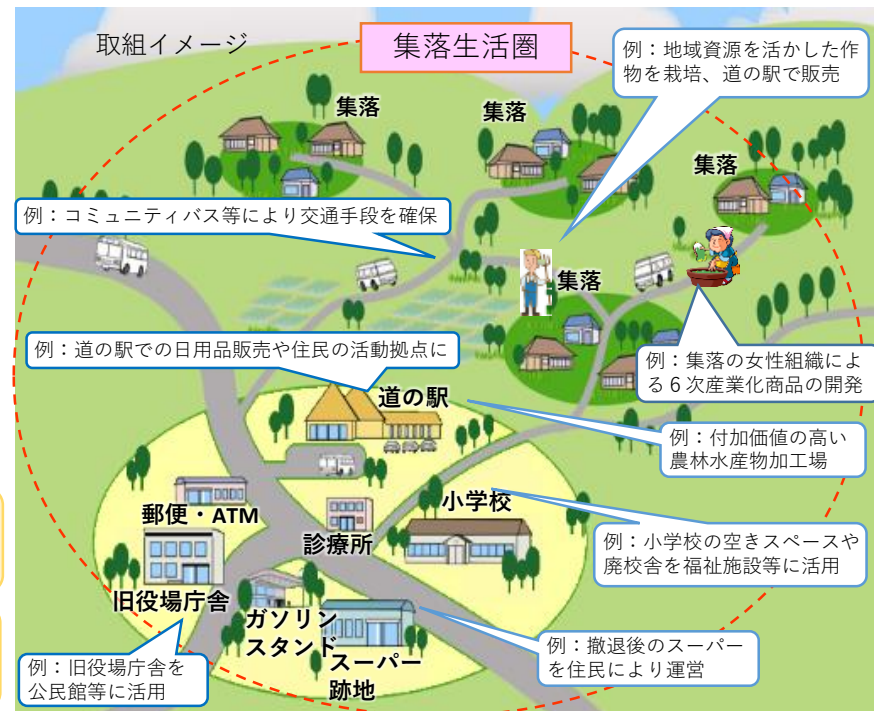 取組イメージ
集落生活圏
例：地域資源を活かした作
物を栽培、道の駅で販売
集落
集落
集落
例：コミュニティバス等により交通手段を確保
集落
例：道の駅での日用品販売や住民の活動拠点に
例：集落の女性組織によ
る６次産業化商品の開発
道の駅
例：付加価値の高い
農林水産物加工場
郵便・ATM
診療所
小学校
例：小学校の空きスペースや
廃校舎を福祉施設等に活用
旧役場庁舎
ガソリン
スタンド
スーパー
跡地
例：撤退後のスーパー
を住民により運営
例：旧役場庁舎を
公民館等に活用